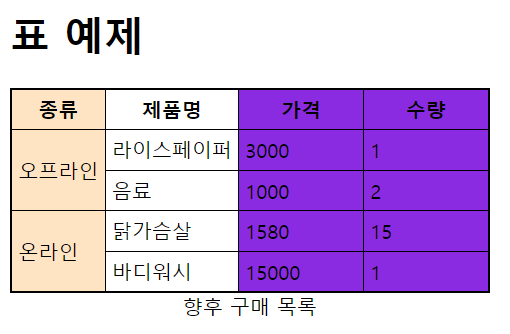 표 예제
종류 제품명 가격 수량
오프라인 라이스페이퍼 3000 1
음료 1000 2
온라인 닭가슴살 1580 15
바디워시 15000 1
향후 구매 목록